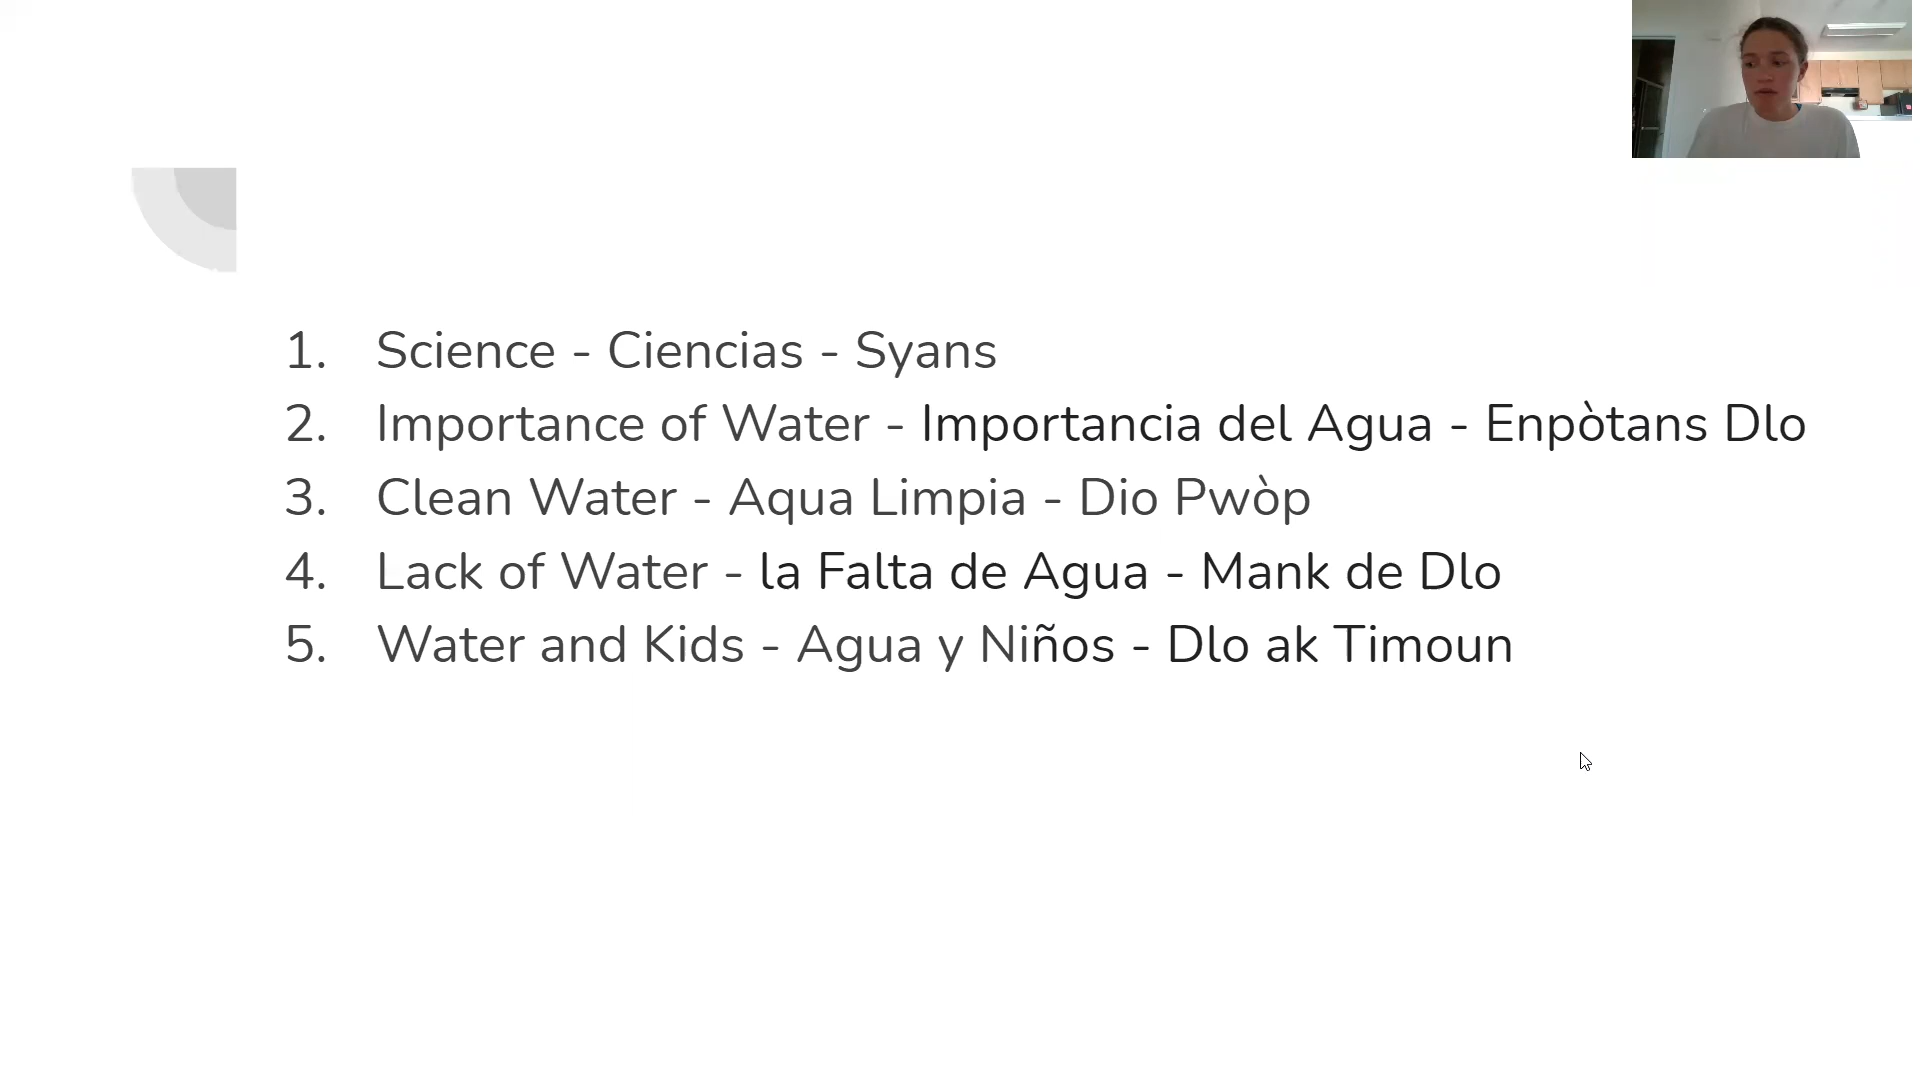 1. Science - Ciencias - Syans
2. Importance of Water - Importancia del Agua - Enpòtans Dlo
3. Clean Water - Aqua Limpia - Dio Pwòp
4. Lack of Water - la Falta de Agua - Mank de Dlo
5. Water and Kids - Agua y Niños - Dlo ak Timoun